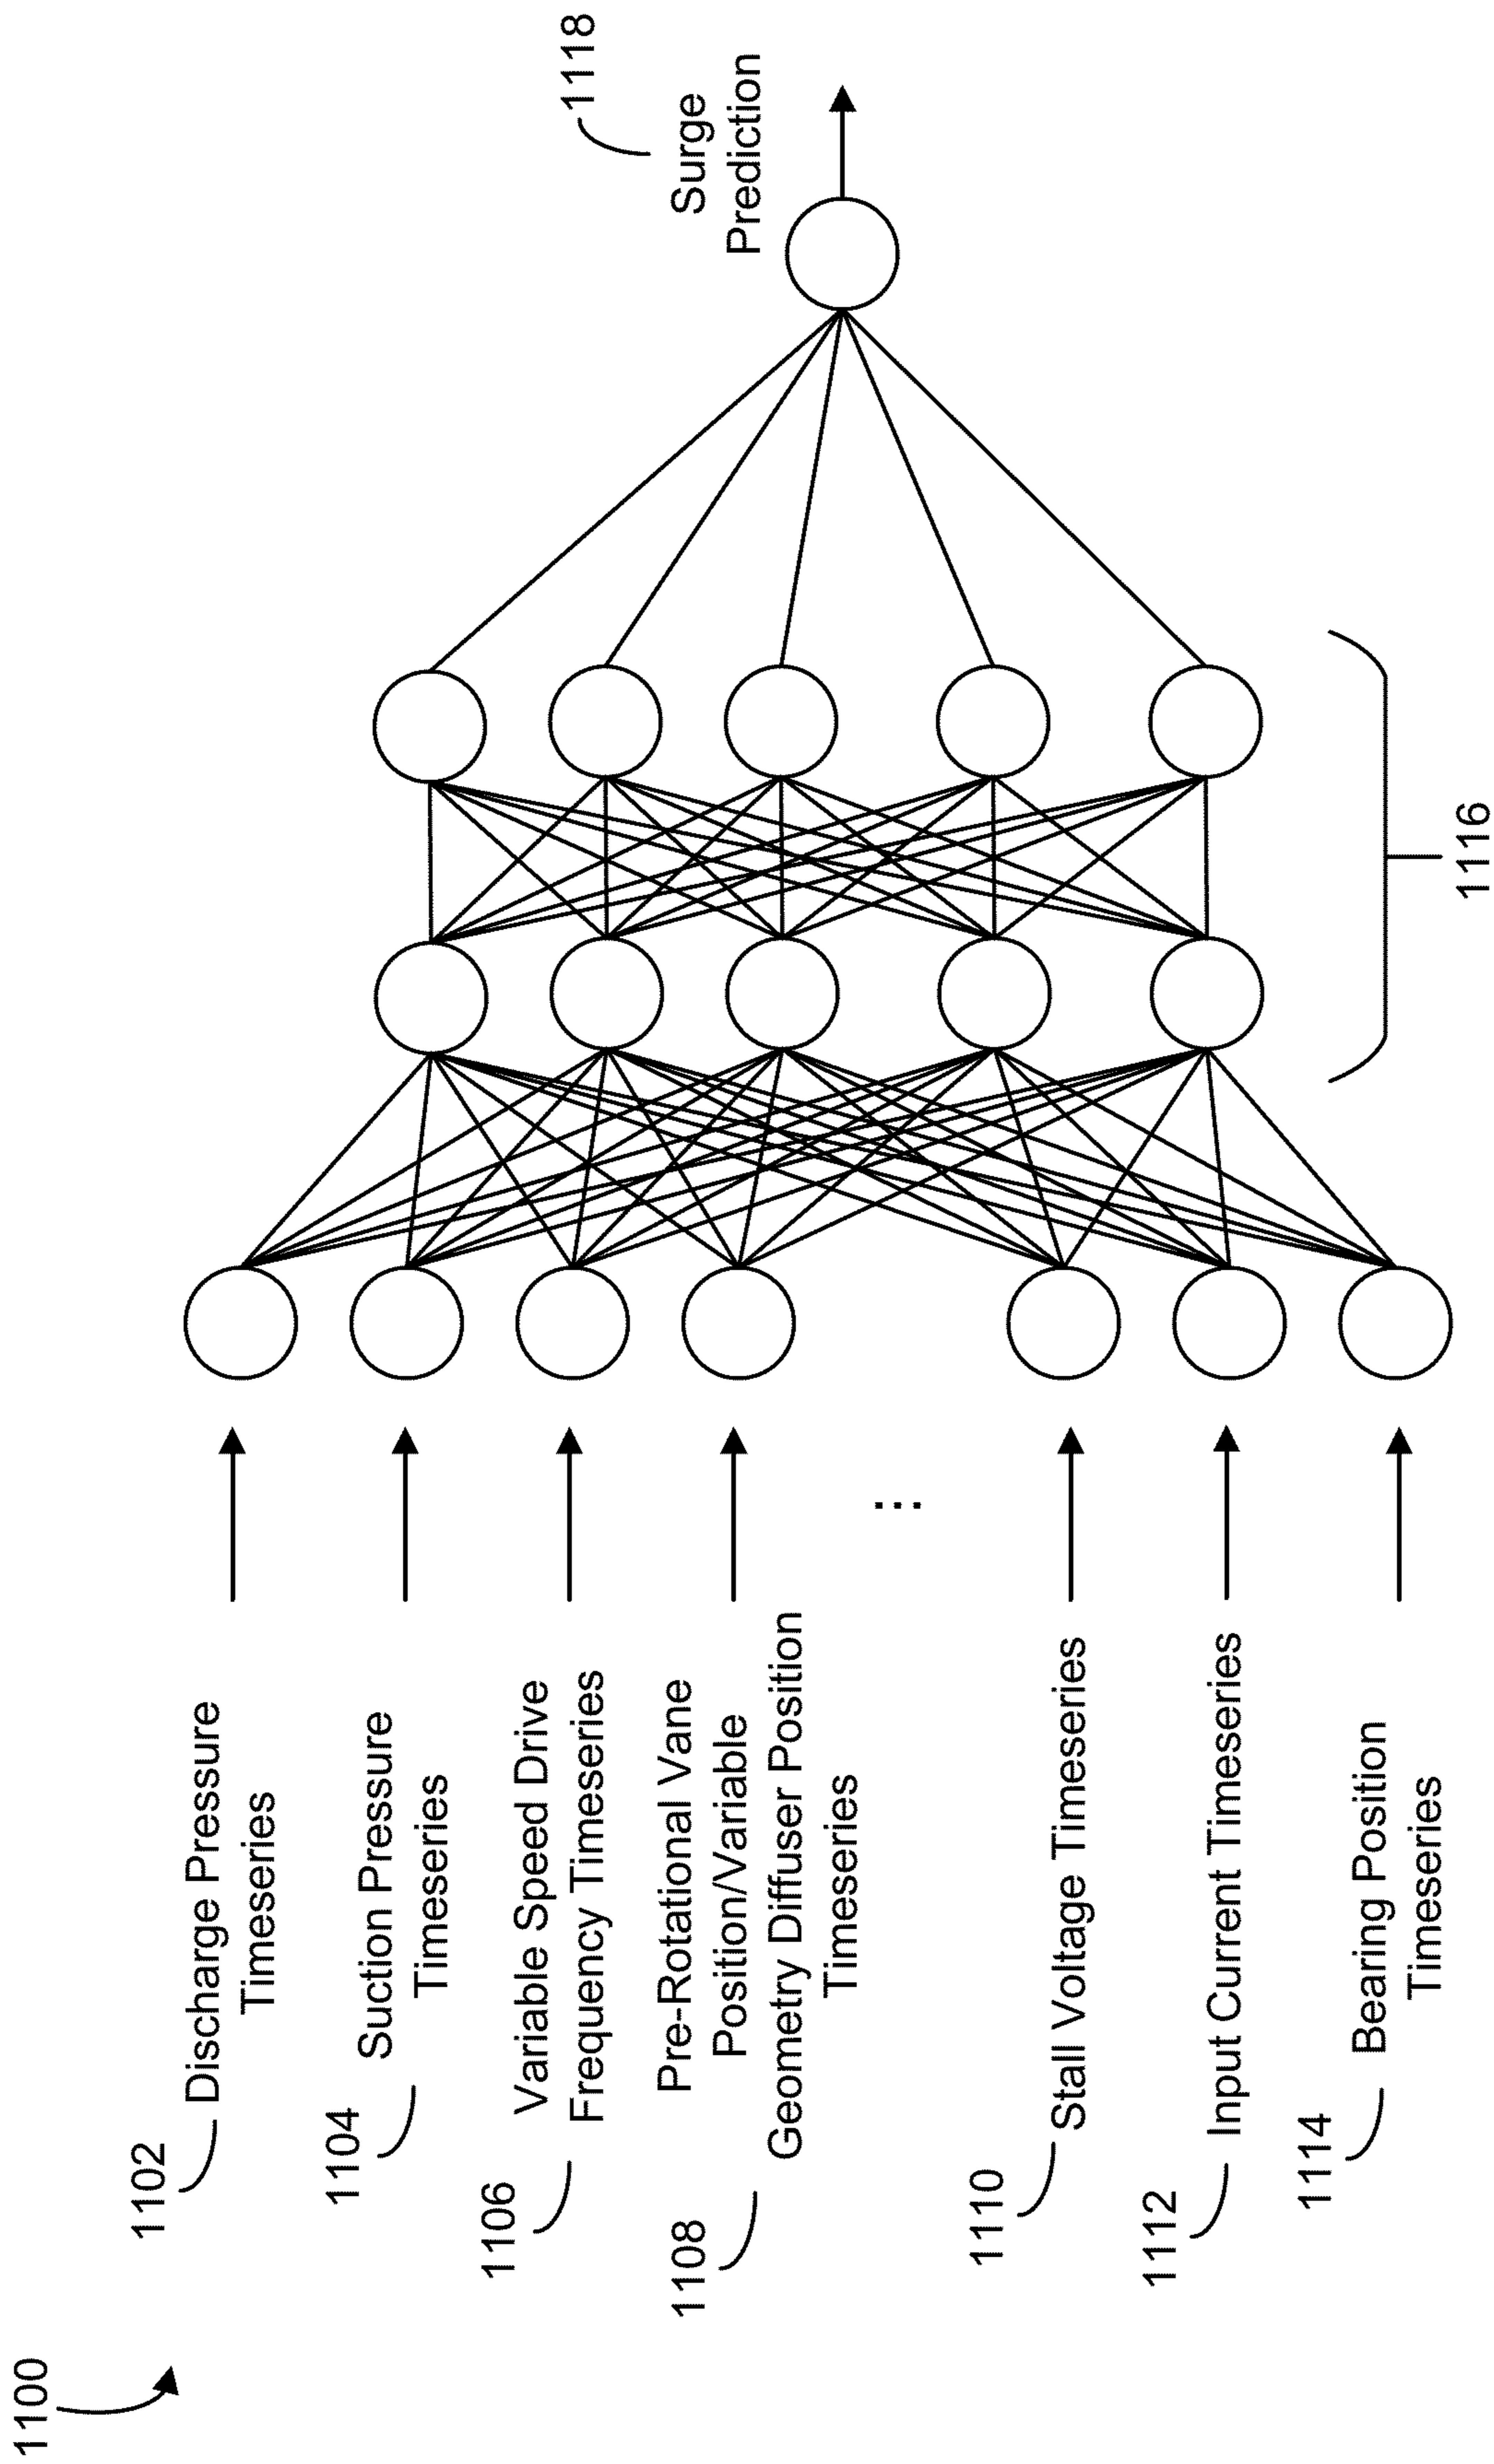 1100
1102
Discharge Pressure
Timeseries
1104
Suction Pressure
Timeseries
1106
Variable Speed Drive
Frequency Timeseries
1108
Pre-Rotational Vane
Position/Variable
Geometry Diffuser Position
Timeseries
...
1110
Stall Voltage Timeseries
1112
Input Current Timeseries
1114
Bearing Position
Timeseries
1116
1118
Surge
Prediction